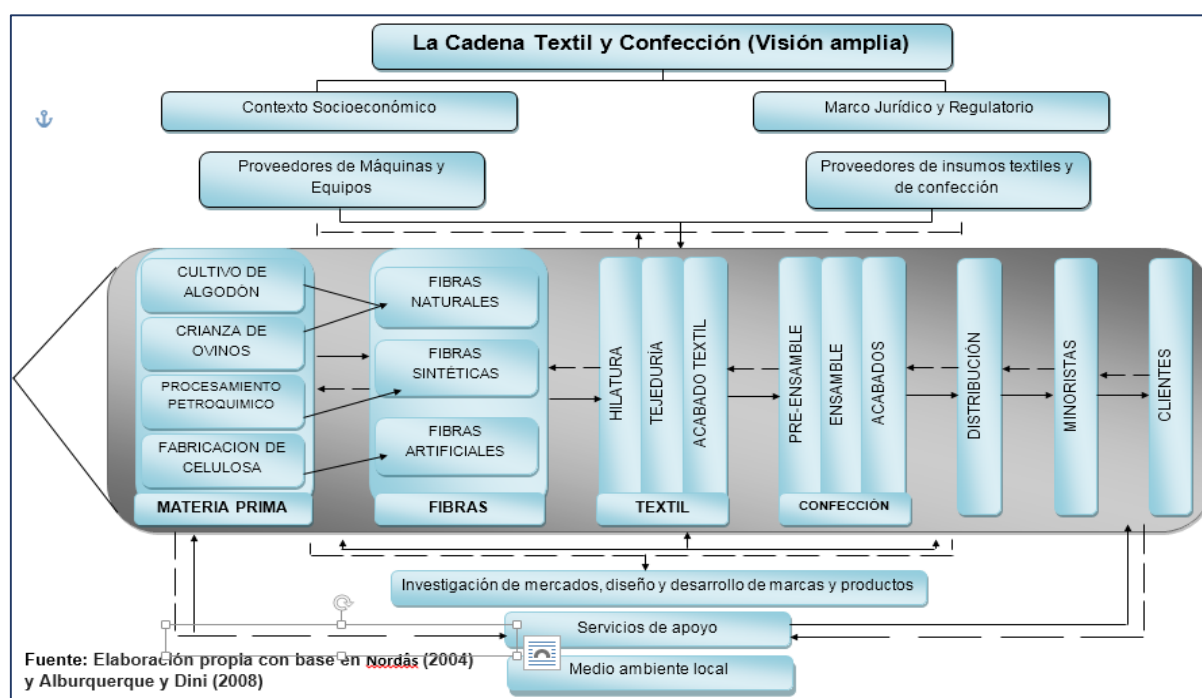 La Cadena Textil y Confección (Visión amplia)
Contexto Socioeconómico
Marco Jurídico y Regulatorio
Proveedores de Máquinas y
Equipos
Proveedores de insumos textiles y
de confección
CULTIVO DE
ALGODÓN
CRIANZA DE
OVINOS
PROCESAMIENTO
PETROQUIMICO
FABRICACION DE
CELULOSA
MATERIA PRIMA
FIBRAS
NATURALES
FIBRAS
SINTÉTICAS
FIBRAS
ARTIFICIALES
FIBRAS
HILATURA
TEJEDURÍA
ACABADO TEXTIL
TEXTIL
PRE-ENSAMBLE
ENSAMBLE
ACABADOS
CONFECCIÓN
DISTRIBUCIÓN
MINORISTAS
CLIENTES
Investigación de mercados, diseño y desarrollo de marcas y productos
Servicios de apoyo
Medio ambiente local
Fuente: Elaboración propia con base en Nordås (2004)
y Alburquerque y Dini (2008)